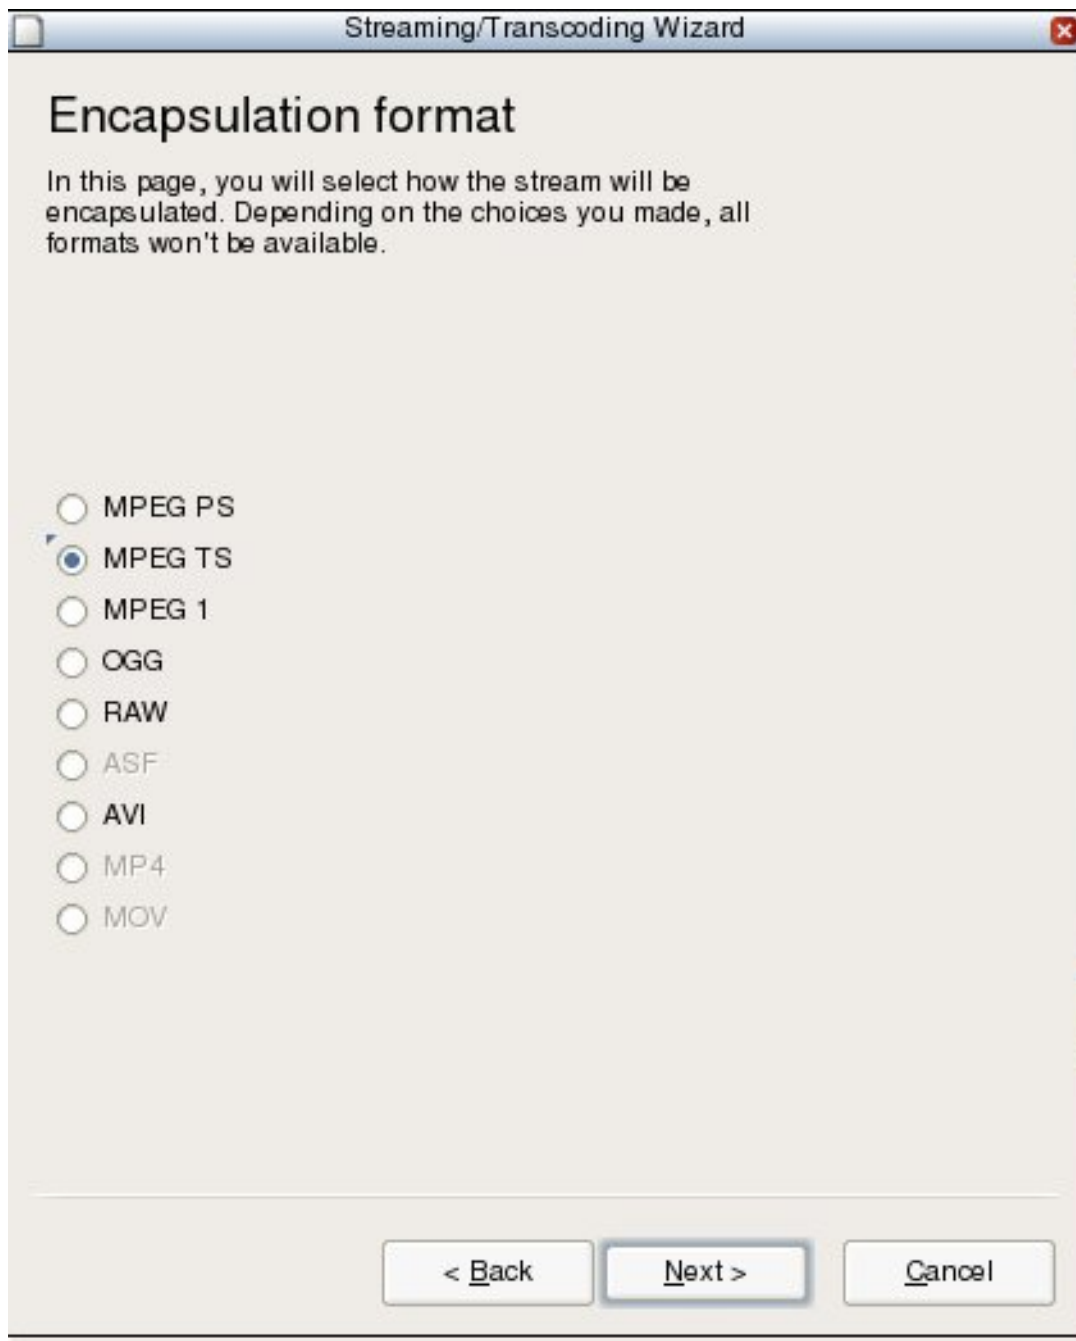 Streaming/Transcoding Wizard
Encapsulation format
In this page, you will select how the stream will be
encapsulated. Depending on the choices you made, all
formats won't be available.
MPEG PS
MPEG TS
MPEG 1
OGG
RAW
ASF
AVI
MP4
MOV
< Back Next > Cancel